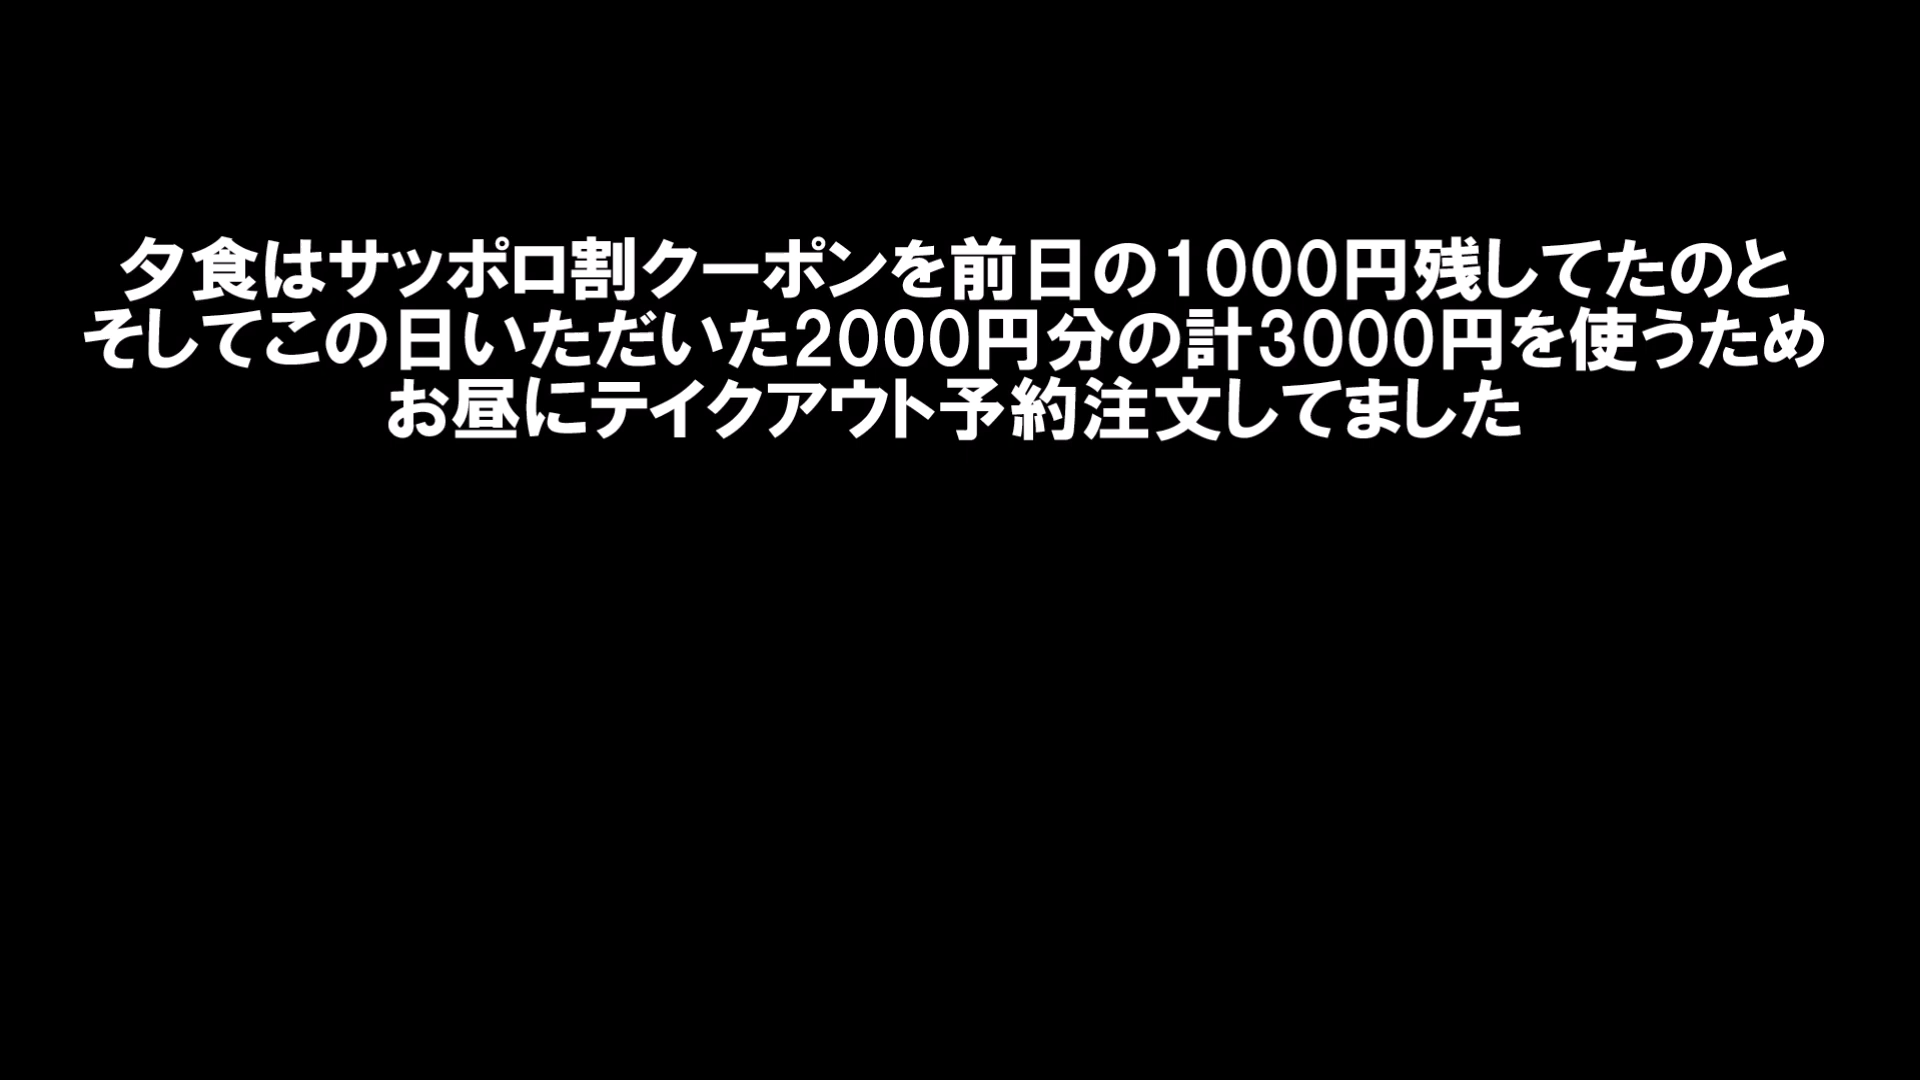 夕食はサッポロ割クーポンを前日の1000円残してたのと
そしてこの日いただいた2000円分の計3000円を使うため
お昼にテイクアウト予約注文してました